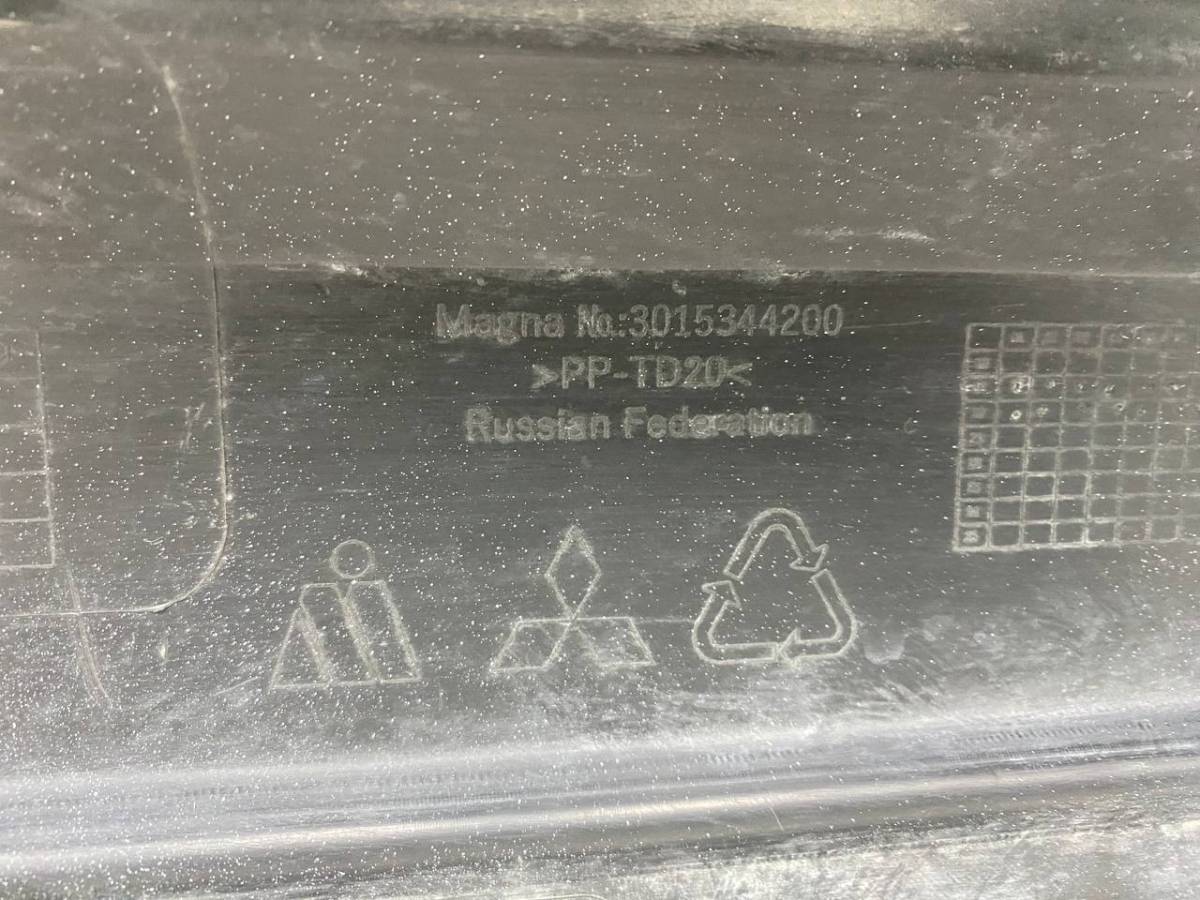 Magna No.:3015344200
>PP-TD20<
Russian Federation